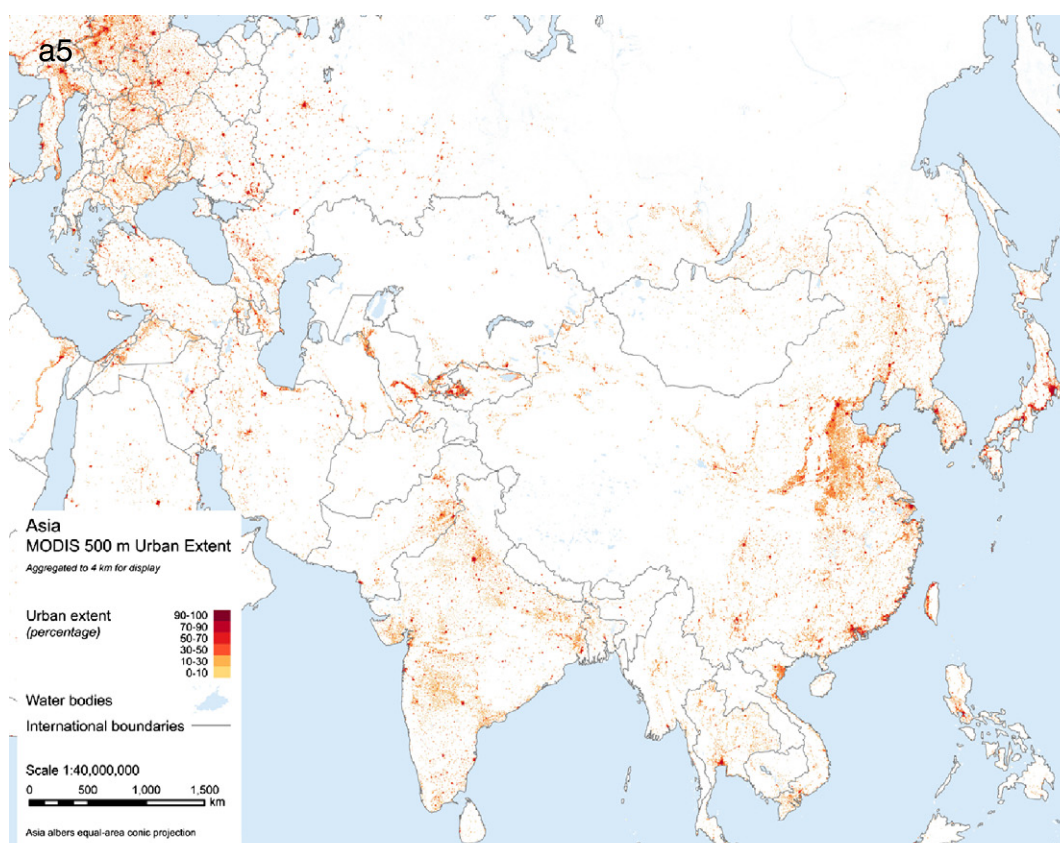 a5
Asia
MODIS 500 m Urban Extent
Aggregated to 4 km for display
Urban extent
(percentage)
90-100
70-90
50-70
30-50
10-30
0-10
Water bodies
International boundaries
Scale 1:40,000,000
0 500 1,000 1,500
km
Asia albers equal-area conic projection